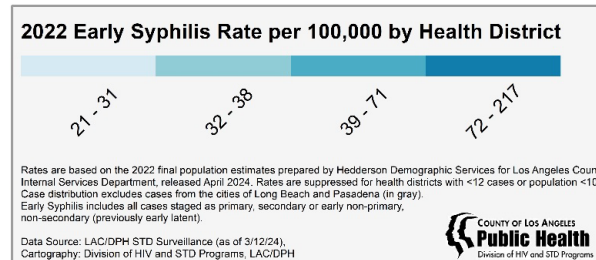 2022 Early Syphilis Rate per 100,000 by Health District
21 - 31
32 - 38
39 - 71
72 - 217
Rates are based on the 2022 final population estimates prepared by Hedderson Demographic Services for Los Angeles Coun
Internal Services Department, released April 2024. Rates are suppressed for health districts with <12 cases or population <10
Case distribution excludes cases from the cities of Long Beach and Pasadena (in gray).
Early Syphilis includes all cases staged as primary, secondary or early non-primary,
non-secondary (previously early latent).
Data Source: LAC/DPH STD Surveillance (as of 3/12/24),
Cartography: Division of HIV and STD Programs, LAC/DPH
COUNTY OF LOS ANGELES
Public Health
Division of HIV and STD Programs